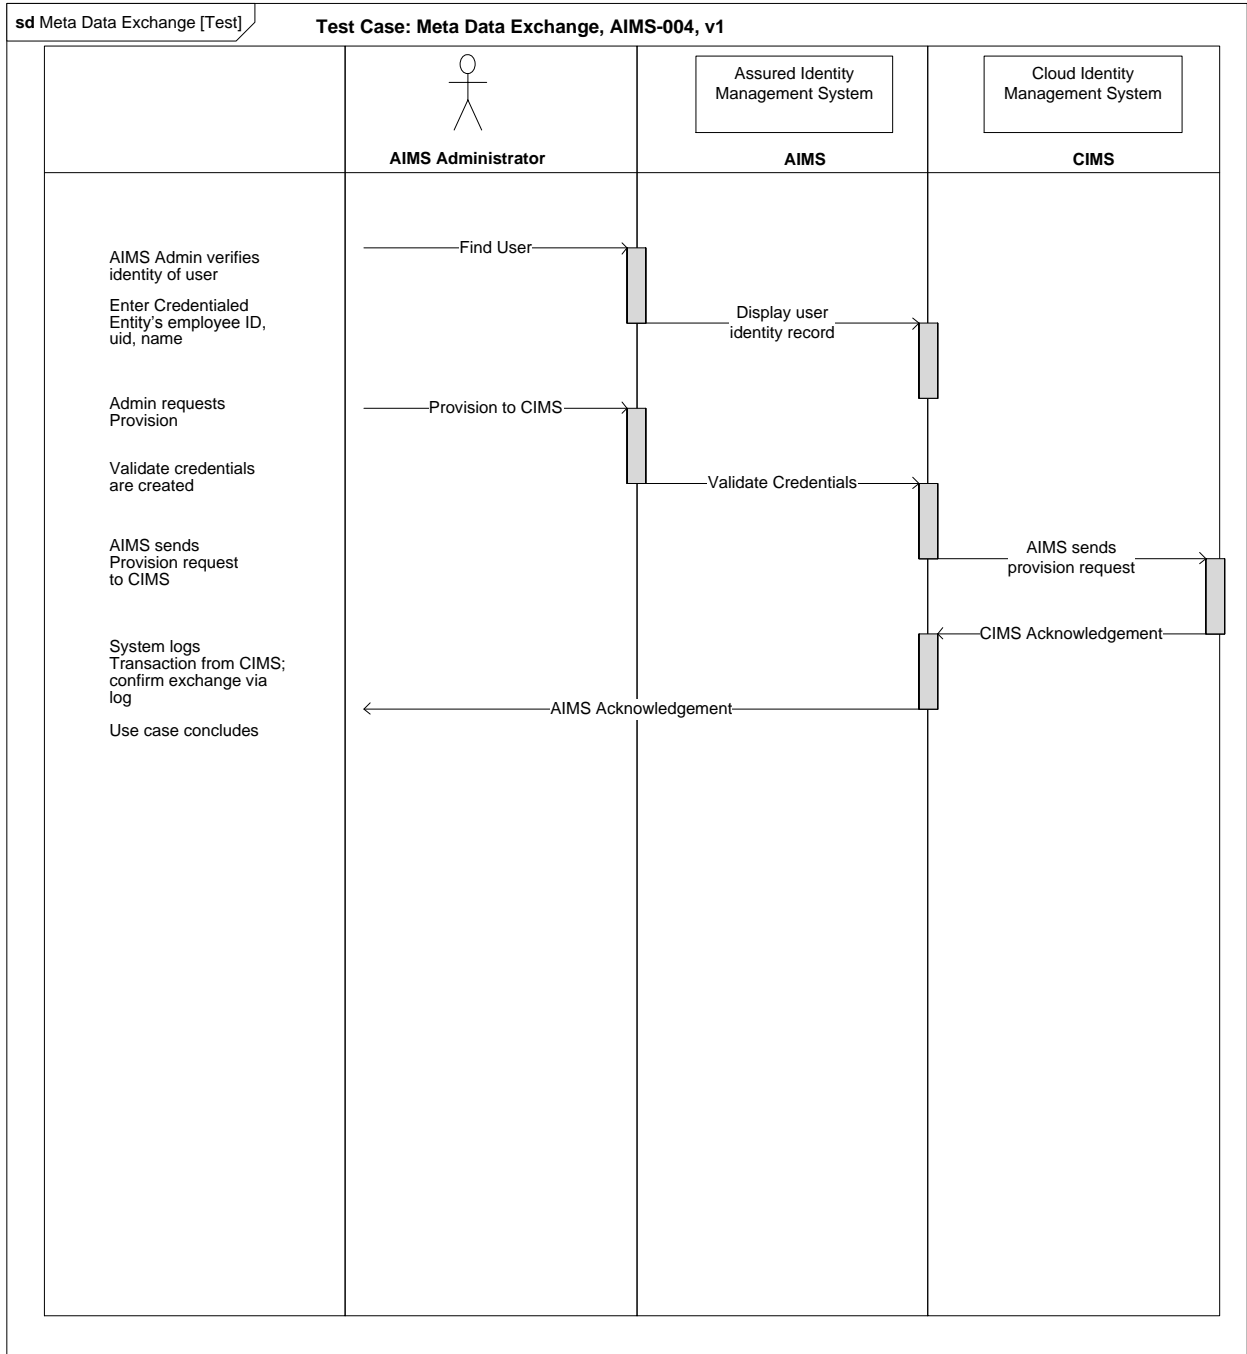 sd Meta Data Exchange [Test]
Test Case: Meta Data Exchange, AIMS-004, v1
AIMS Administrator
Assured Identity
Management System
AIMS
Cloud Identity
Management System
CIMS
AIMS Admin verifies
identity of user
Find User
Enter Credentialed
Entity’s employee ID,
uid, name
Display user
identity record
Admin requests
Provision
Provision to CIMS
Validate credentials
are created
Validate Credentials
AIMS sends
Provision request
to CIMS
AIMS sends
provision request
System logs
Transaction from CIMS;
confirm exchange via
log
CIMS Acknowledgement
AIMS Acknowledgement
Use case concludes